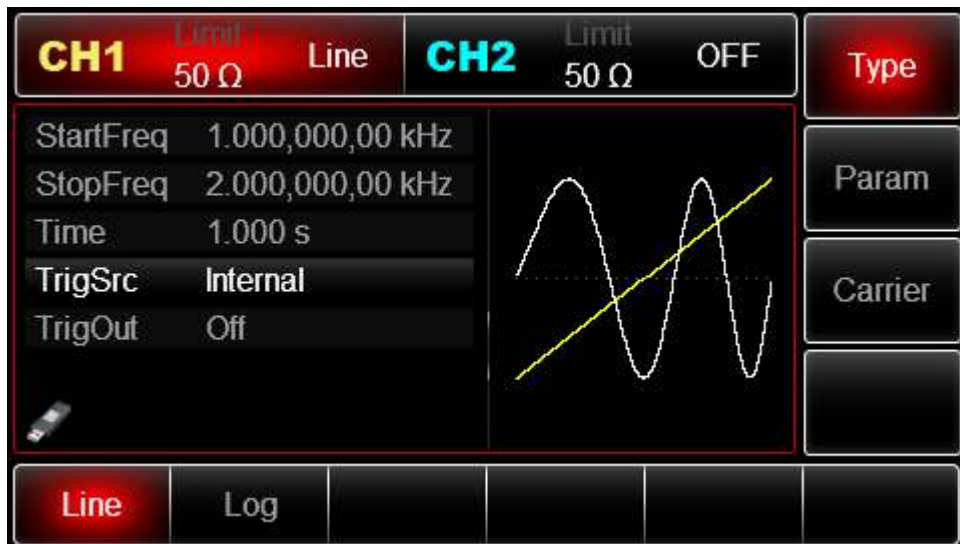 CH1 Limit 50 Ω Line CH2 Limit 50 Ω OFF Type
StartFreq 1.000,000,00 kHz
StopFreq 2.000,000,00 kHz Param
Time 1.000 s
TrigSrc Internal Carrier
TrigOut Off
Line Log